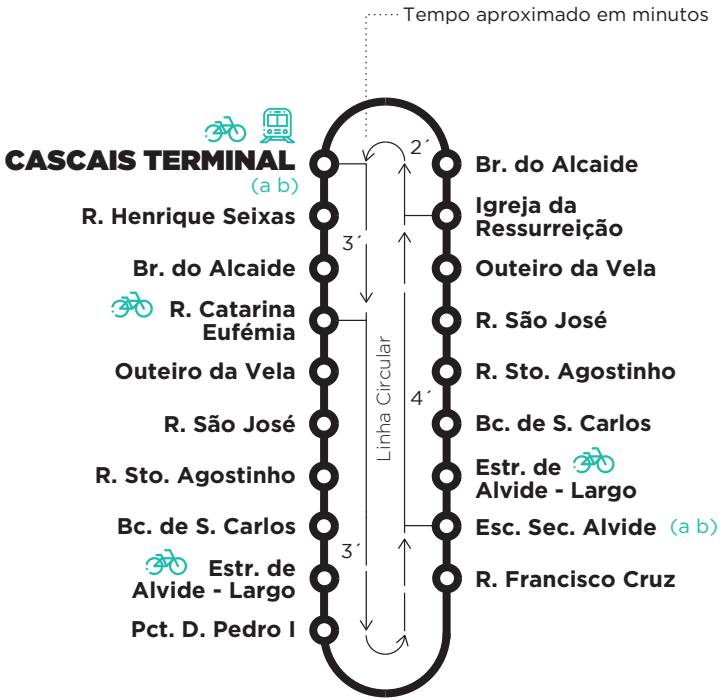 Tempo aproximado em minutos
CASCAIS TERMINAL
(a b)
R. Henrique Seixas
Br. do Alcaide
R. Catarina
Eufémia
Outeiro da Vela
R. São José
R. Sto. Agostinho
Bc. de S. Carlos
Estr. de
Alvide - Largo
Pct. D. Pedro I
3´
3´
Linha Circular
2´
4´
Br. do Alcaide
Igreja da
Ressurreição
Outeiro da Vela
R. São José
R. Sto. Agostinho
Bc. de S. Carlos
Estr. de
Alvide - Largo
Esc. Sec. Alvide (a b)
R. Francisco Cruz